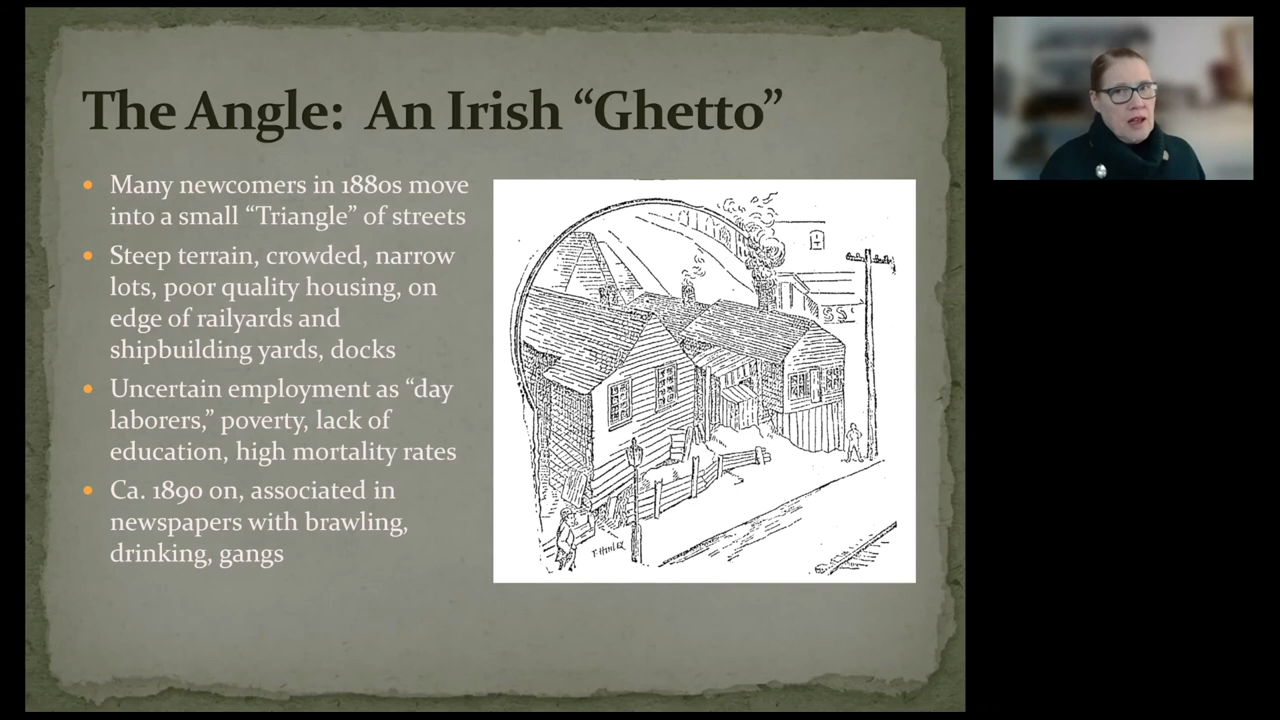 The Angle: An Irish “Ghetto”
• Many newcomers in 1880s move
into a small “Triangle” of streets
• Steep terrain, crowded, narrow
lots, poor quality housing, on
edge of railyards and
shipbuilding yards, docks
• Uncertain employment as “day
laborers,” poverty, lack of
education, high mortality rates
• Ca. 1890 on, associated in
newspapers with brawling,
drinking, gangs